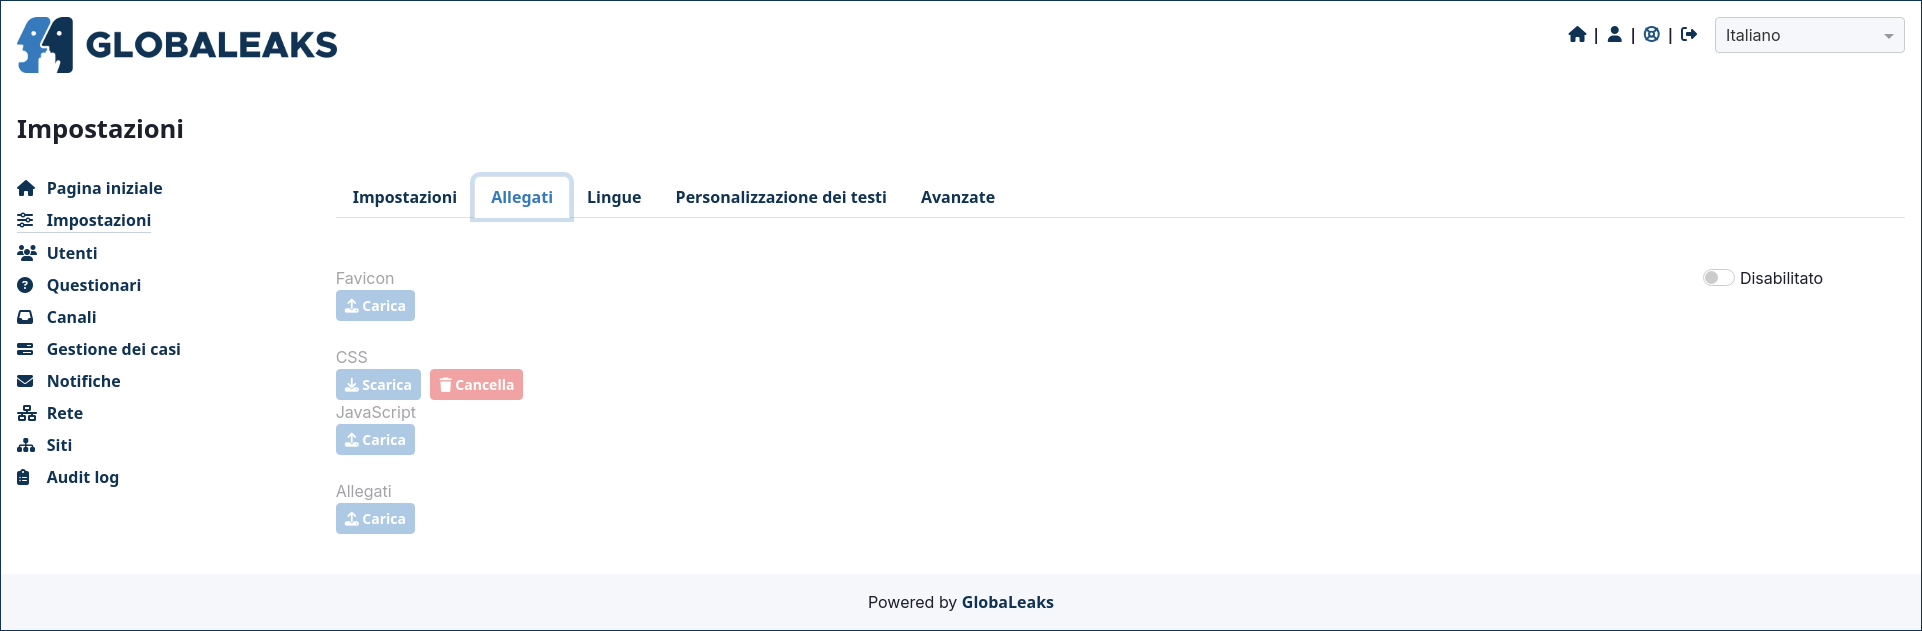 GLOBALEAKS
| | |
Italiano
Impostazioni
Pagina iniziale
Impostazioni
Utenti
Questionari
Canali
Gestione dei casi
Notifiche
Rete
Siti
Audit log
Impostazioni Allegati Lingue Personalizzazione dei testi Avanzate
Favicon
Disabilitato
Carica
CSS
Scarica Cancella
JavaScript
Carica
Allegati
Carica
Powered by GlobaLeaks